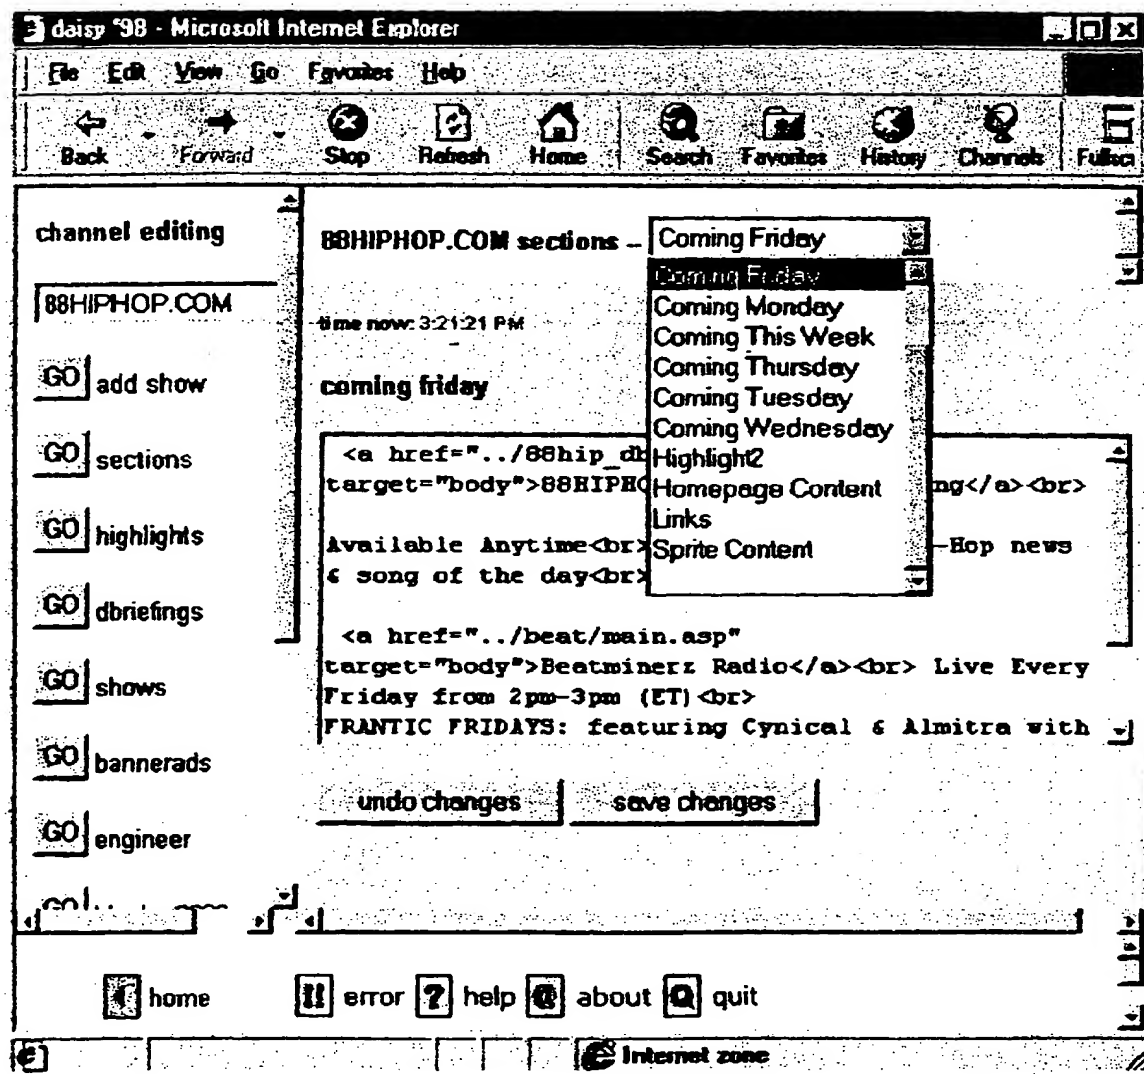 daisy '98 - Microsoft Internet Explorer
File Edit View Go Favorites Help
Back Forward Stop Refresh Home Search Favorites History Channels Fullscr
channel editing
88HIPHOP.COM
GO add show
GO sections
GO highlights
GO dbriefings
GO shows
GO bannerads
GO engineer
GO
88HIPHOP.COM sections -- Coming Friday
Coming Friday
Coming Monday
Coming This Week
Coming Thursday
Coming Tuesday
Coming Wednesday
Highlight2
Homepage Content
Links
Sprite Content
time now: 3:21:21 PM
coming friday
<a href="../88hip_db
target="body">88HIPHO ng</a><br>
Available Anytime<br> -Hop news
& song of the day<br>
<a href="../beat/main.asp"
target="body">Beatminerz Radio</a><br> Live Every
Friday from 2pm-3pm (ET)<br>
FRANTIC FRIDAYS: featuring Cynical & Almitra with
undo changes save changes
home !! error ? help @ about Q quit
Internet zone